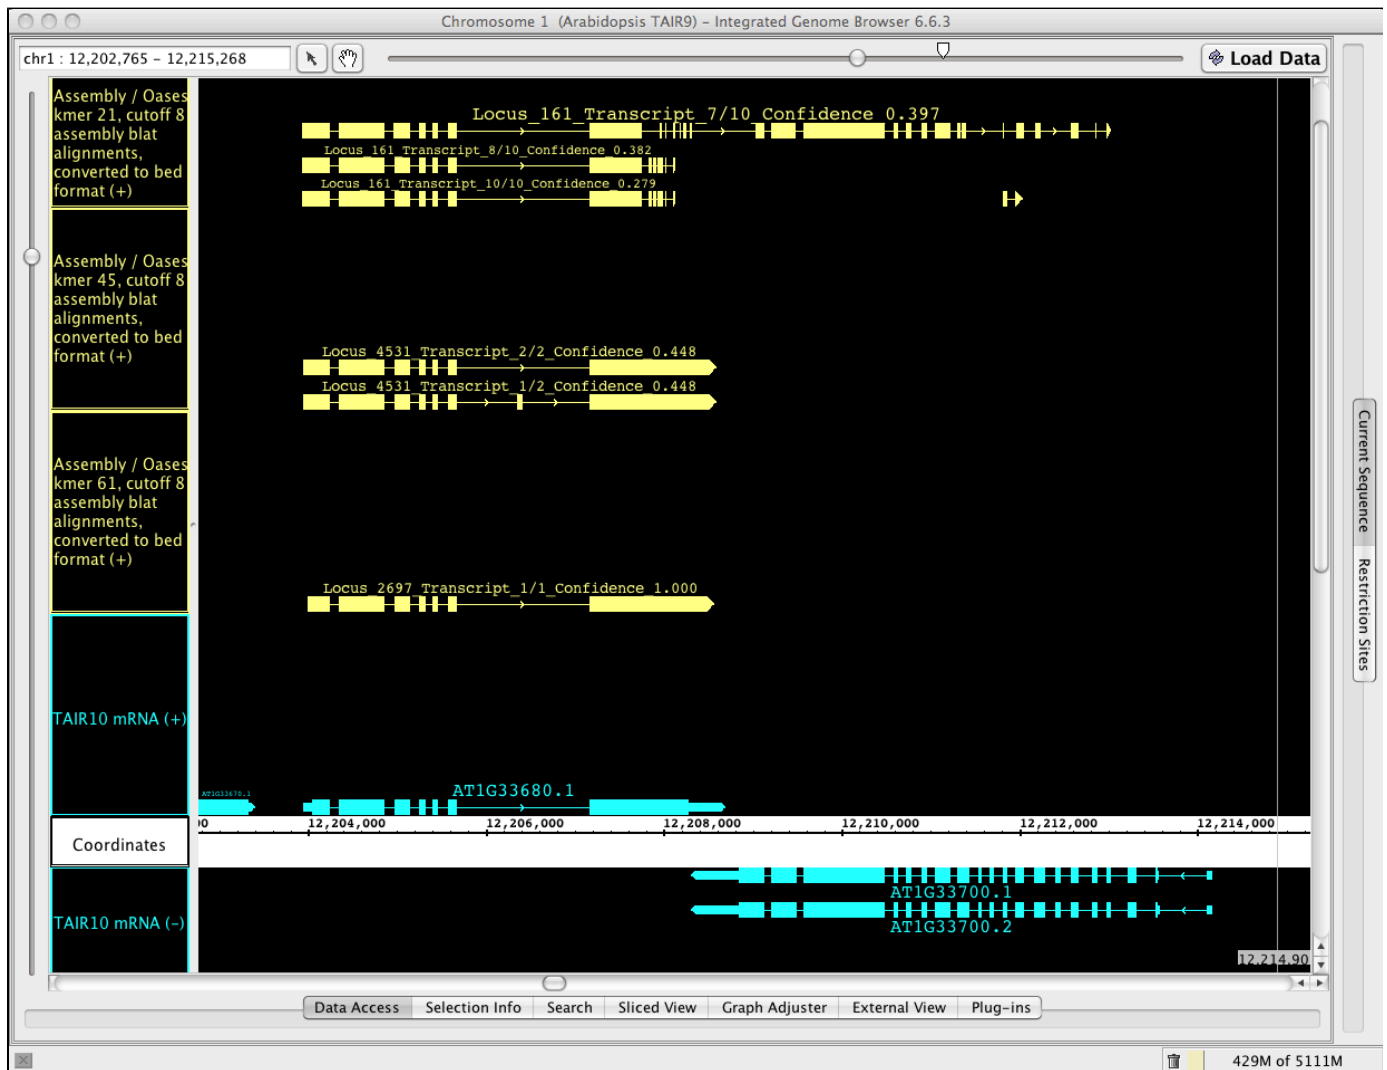 Chromosome 1 (Arabidopsis TAIR9) – Integrated Genome Browser 6.6.3
chr1 : 12,202,765 – 12,215,268
Load Data
Assembly / Oases
kmer 21, cutoff 8
assembly blat
alignments,
converted to bed
format (+)
Locus_161_Transcript_7/10_Confidence_0.397
Locus_161_Transcript_8/10_Confidence_0.382
Locus_161_Transcript_10/10_Confidence_0.279
Assembly / Oases
kmer 45, cutoff 8
assembly blat
alignments,
converted to bed
format (+)
Locus_4531_Transcript_2/2_Confidence_0.448
Locus_4531_Transcript_1/2_Confidence_0.448
Assembly / Oases
kmer 61, cutoff 8
assembly blat
alignments,
converted to bed
format (+)
Locus_2697_Transcript_1/1_Confidence_1.000
Current Sequence
Restriction Sites
TAIR10 mRNA (+)
AT1G33670.1
AT1G33680.1
Coordinates
12,204,000 12,206,000 12,208,000 12,210,000 12,212,000 12,214,000
TAIR10 mRNA (-)
AT1G33700.1
AT1G33700.2
12,214,90
Data Access Selection Info Search Sliced View Graph Adjuster External View Plug-ins
429M of 5111M